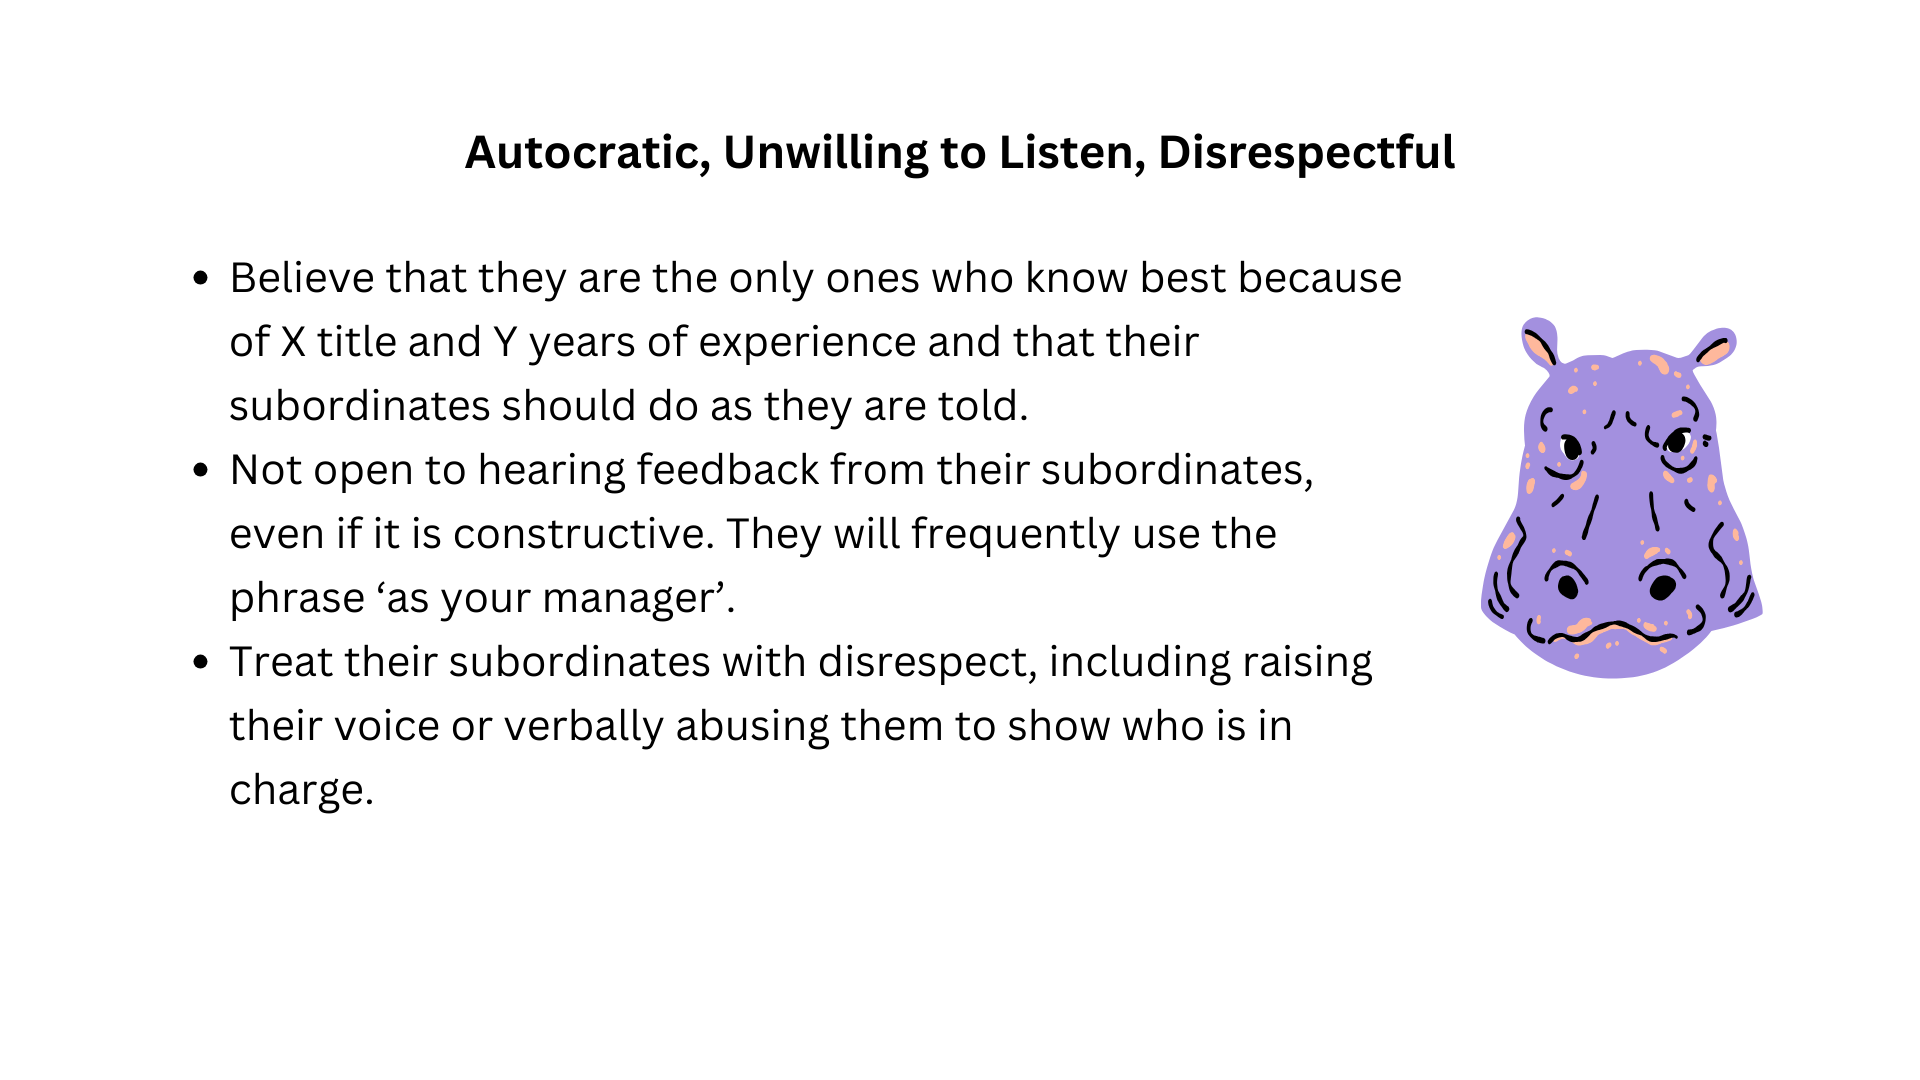 Autocratic, Unwilling to Listen, Disrespectful
• Believe that they are the only ones who know best because
of X title and Y years of experience and that their
subordinates should do as they are told.
• Not open to hearing feedback from their subordinates,
even if it is constructive. They will frequently use the
phrase ‘as your manager’.
• Treat their subordinates with disrespect, including raising
their voice or verbally abusing them to show who is in
charge.